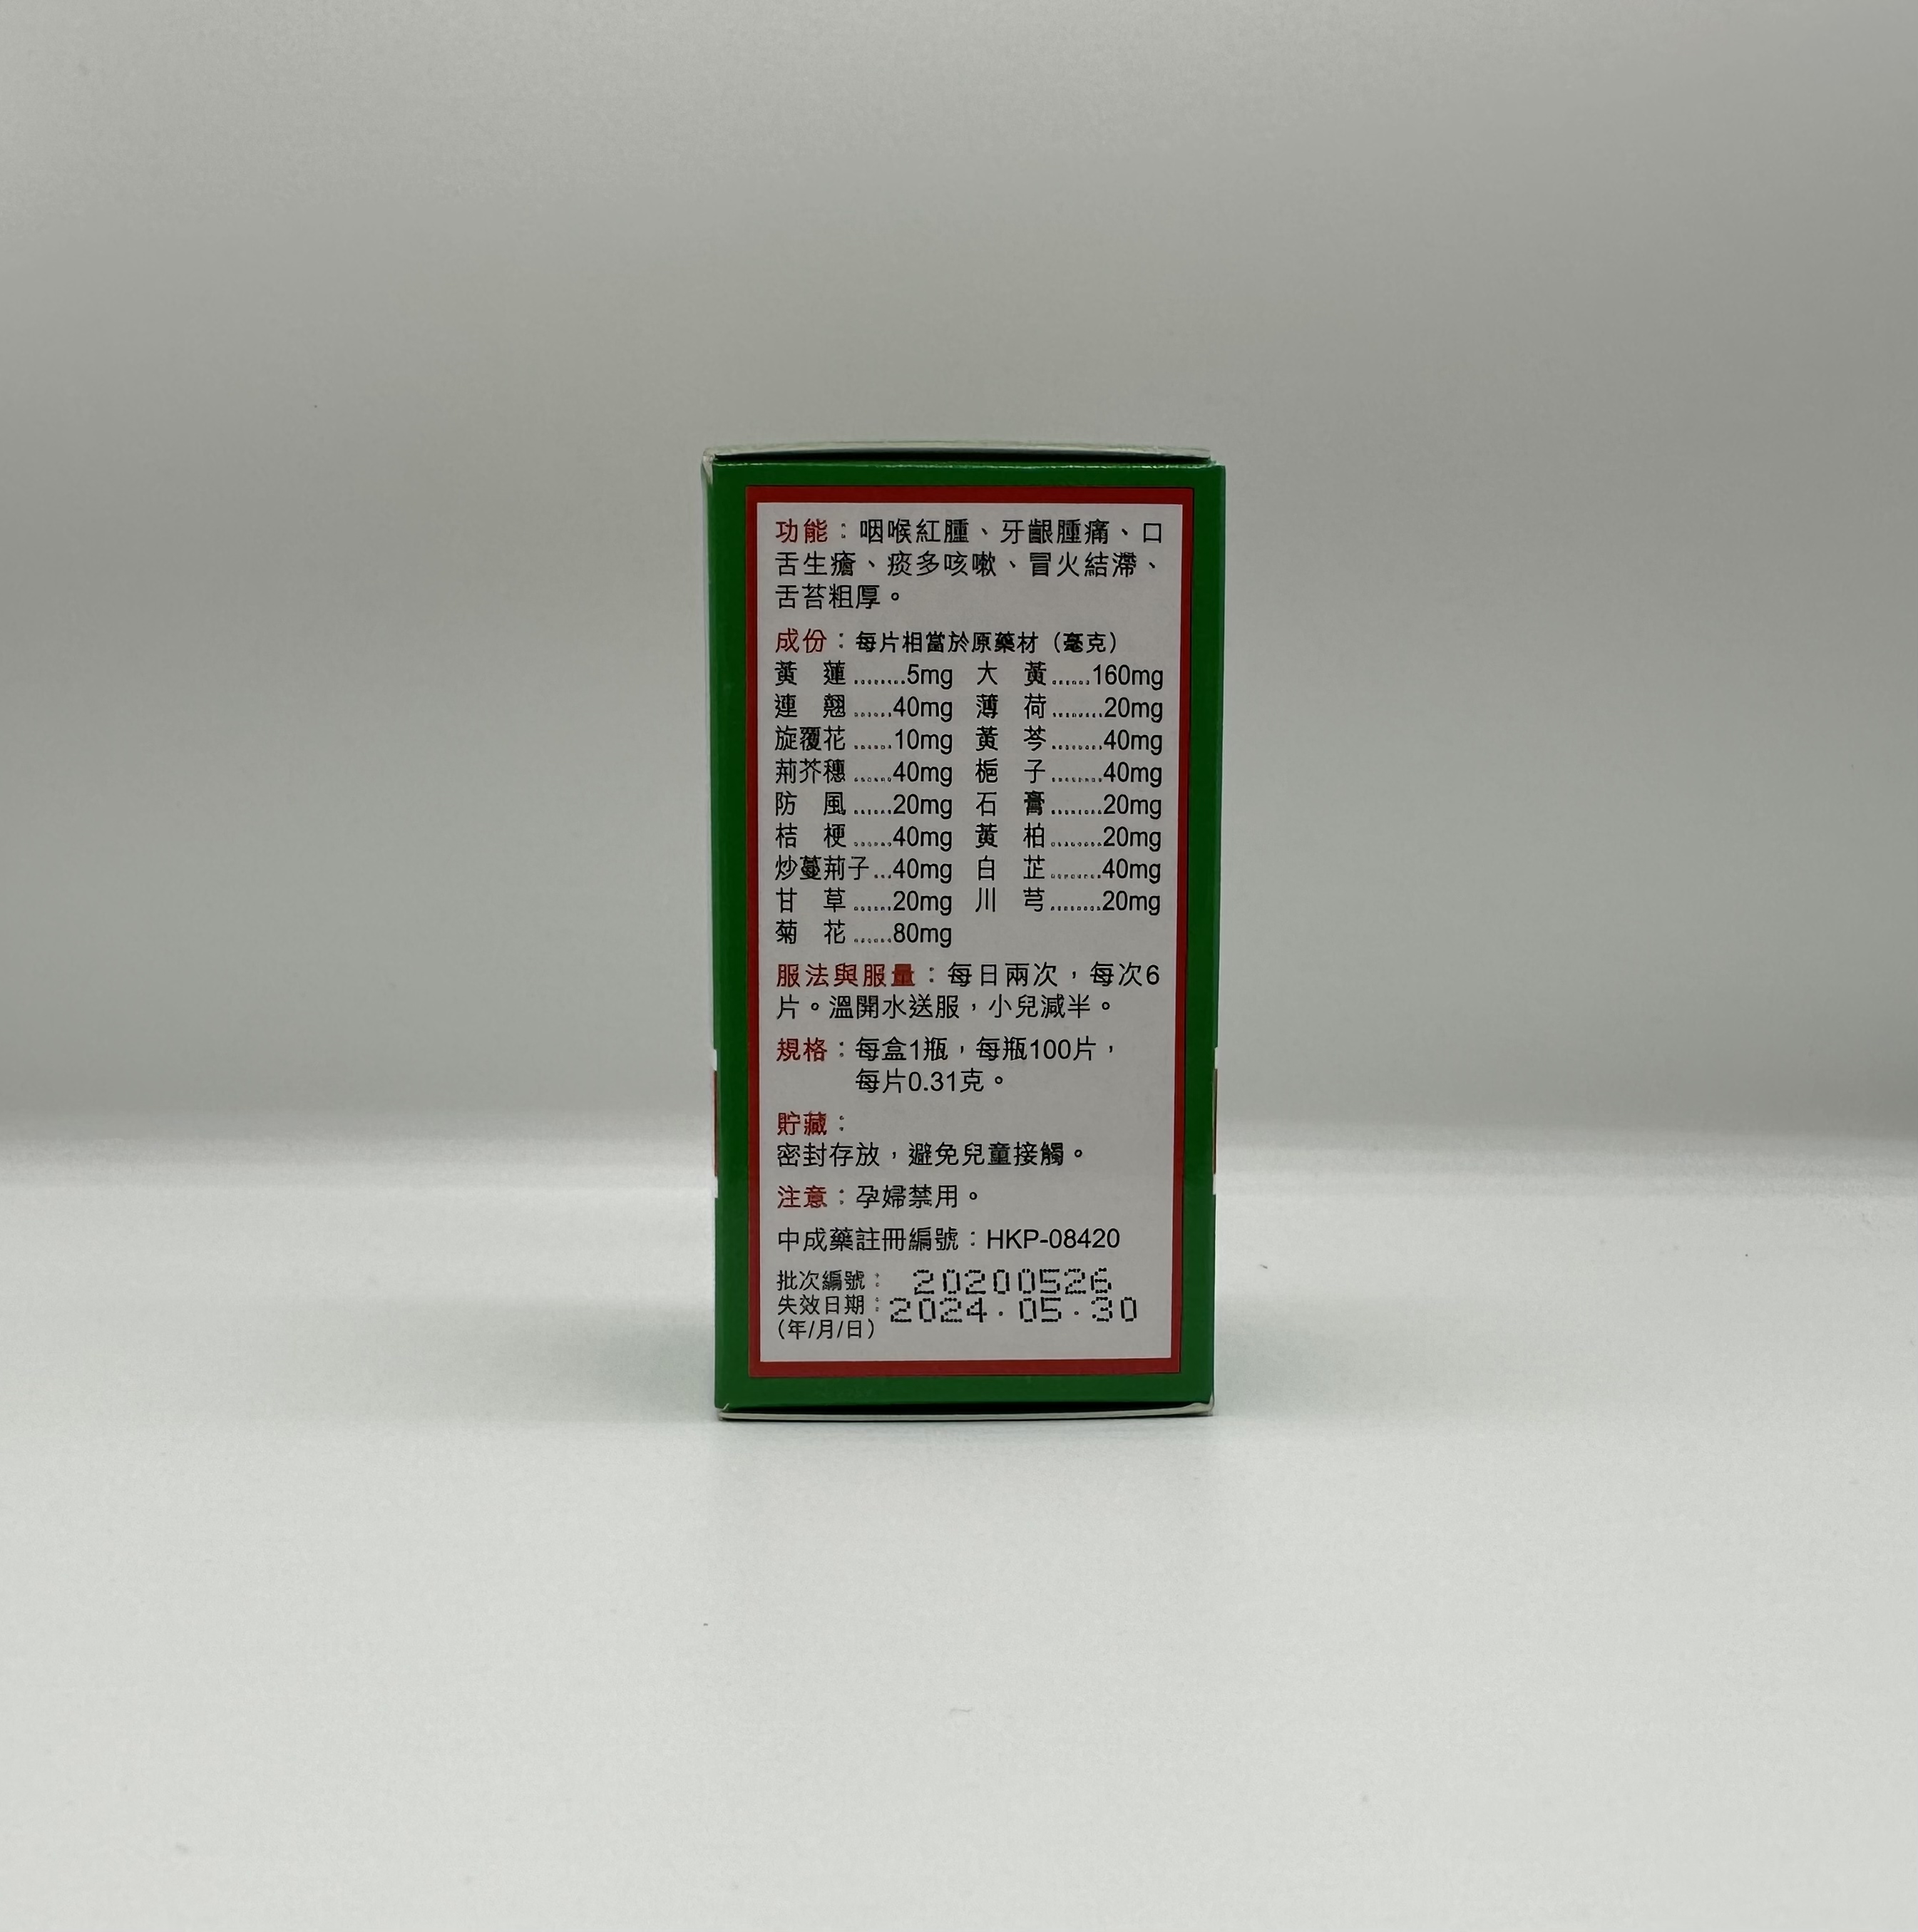 功能：咽喉紅腫、牙齦腫痛、口
舌生瘡、痰多咳嗽、冒火結滯、
舌苔粗厚。
成份：每片相當於原藥材（毫克）
黃 蓮........5mg 大 黃......160mg
連 翹......40mg 薄 荷........20mg
旋覆花......10mg 黃 芩........40mg
荊芥穗......40mg 梔 子........40mg
防 風......20mg 石 膏........20mg
桔 梗......40mg 黃 柏........20mg
炒蔓荊子...40mg 白 芷........40mg
甘 草......20mg 川 芎........20mg
菊 花......80mg
服法與服量：每日兩次，每次6
片。溫開水送服，小兒減半。
規格：每盒1瓶，每瓶100片，
每片0.31克。
貯藏：
密封存放，避免兒童接觸。
注意：孕婦禁用。
中成藥註冊編號：HKP-08420
批次編號：20200526
失效日期：2024.05.30
（年/月/日）